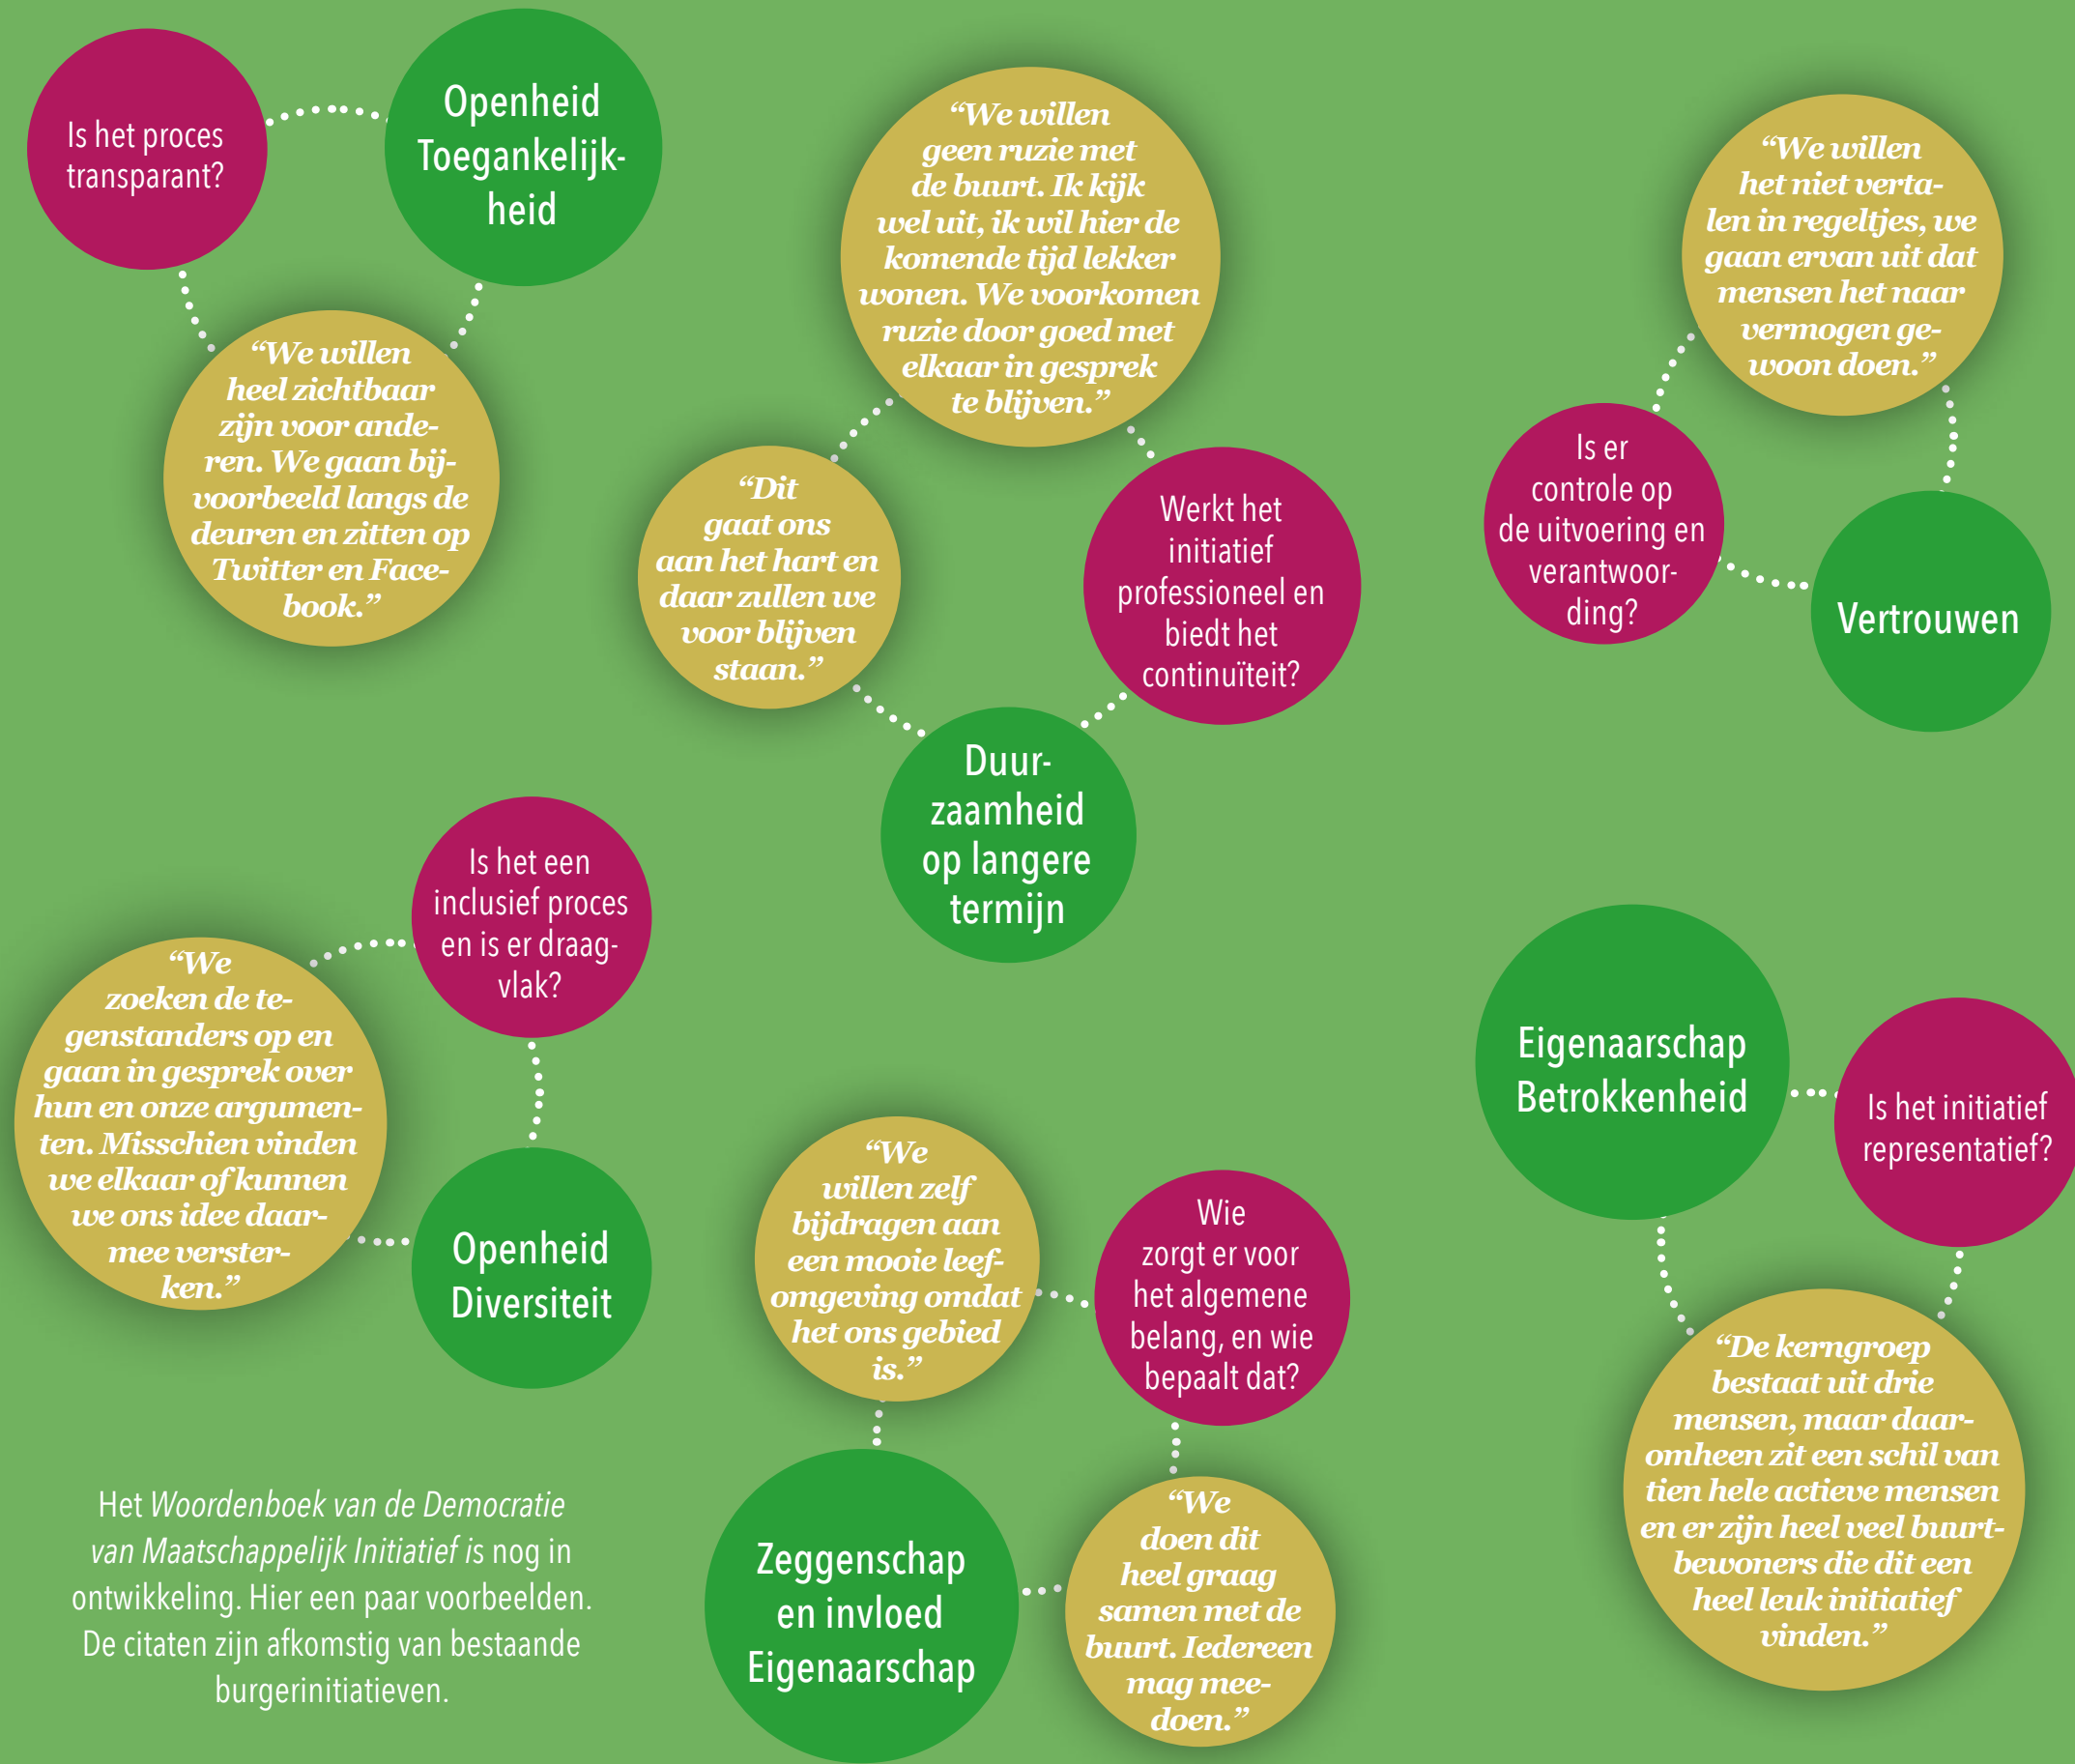 Is het proces
transparant?
Openheid
Toegankelijk-
heid
“We willen
heel zichtbaar
zijn voor ande-
ren. We gaan bij-
voorbeeld langs de
deuren en zitten op
Twitter en Face-
book.”
“We willen
geen ruzie met
de buurt. Ik kijk
wel uit, ik wil hier de
komende tijd lekker
wonen. We voorkomen
ruzie door goed met
elkaar in gesprek
te blijven.”
“Dit
gaat ons
aan het hart en
daar zullen we
voor blijven
staan.”
Werkt het
initiatief
professioneel en
biedt het
continuïteit?
Duur-
zaamheid
op langere
termijn
“We willen
het niet verta-
len in regeltjes, we
gaan ervan uit dat
mensen het naar
vermogen ge-
woon doen.”
Is er
controle op
de uitvoering en
verantwoor-
ding?
Vertrouwen
Is het een
inclusief proces
en is er draag-
vlak?
“We
zoeken de te-
genstanders op en
gaan in gesprek over
hun en onze argumen-
ten. Misschien vinden
we elkaar of kunnen
we ons idee daar-
mee verster-
ken.”
Openheid
Diversiteit
“We
willen zelf
bijdragen aan
een mooie leef-
omgeving omdat
het ons gebied
is.”
Wie
zorgt er voor
het algemene
belang, en wie
bepaalt dat?
Zeggenschap
en invloed
Eigenaarschap
“We
doen dit
heel graag
samen met de
buurt. Iedereen
mag mee-
doen.”
Eigenaarschap
Betrokkenheid
Is het initiatief
representatief?
“De kerngroep
bestaat uit drie
mensen, maar daar-
omheen zit een schil van
tien hele actieve mensen
en er zijn heel veel buurt-
bewoners die dit een
heel leuk initiatief
vinden.”
Het Woordenboek van de Democratie
van Maatschappelijk Initiatief is nog in
ontwikkeling. Hier een paar voorbeelden.
De citaten zijn afkomstig van bestaande
burgerinitiatieven.